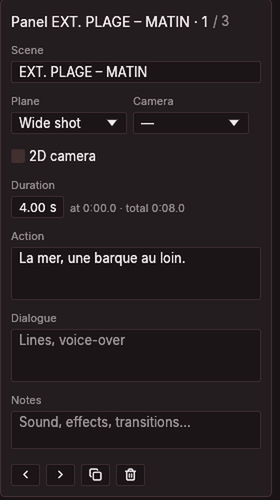 Panel EXT. PLAGE – MATIN · 1 / 3
Scene
EXT. PLAGE – MATIN
Plane Camera
Wide shot —
2D camera
Duration
4.00 s at 0:00.0 · total 0:08.0
Action
La mer, une barque au loin.
Dialogue
Lines, voice-over
Notes
Sound, effects, transitions...